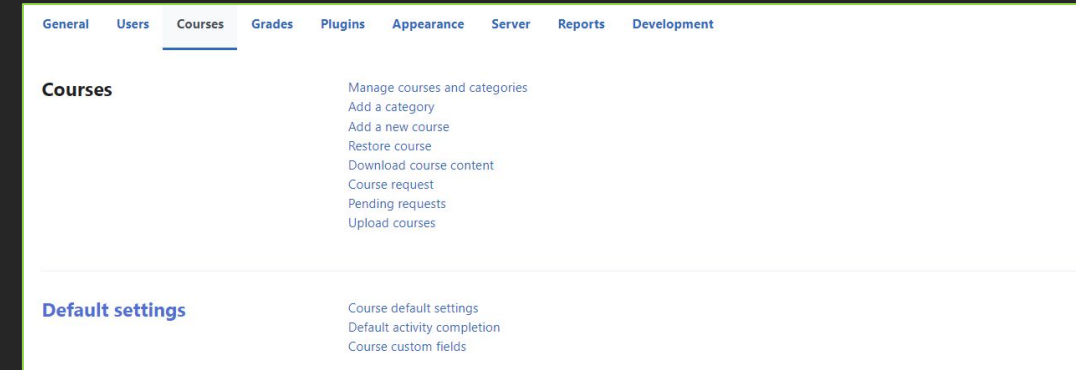 General Users Courses Grades Plugins Appearance Server Reports Development
Courses
Manage courses and categories
Add a category
Add a new course
Restore course
Download course content
Course request
Pending requests
Upload courses
Default settings
Course default settings
Default activity completion
Course custom fields